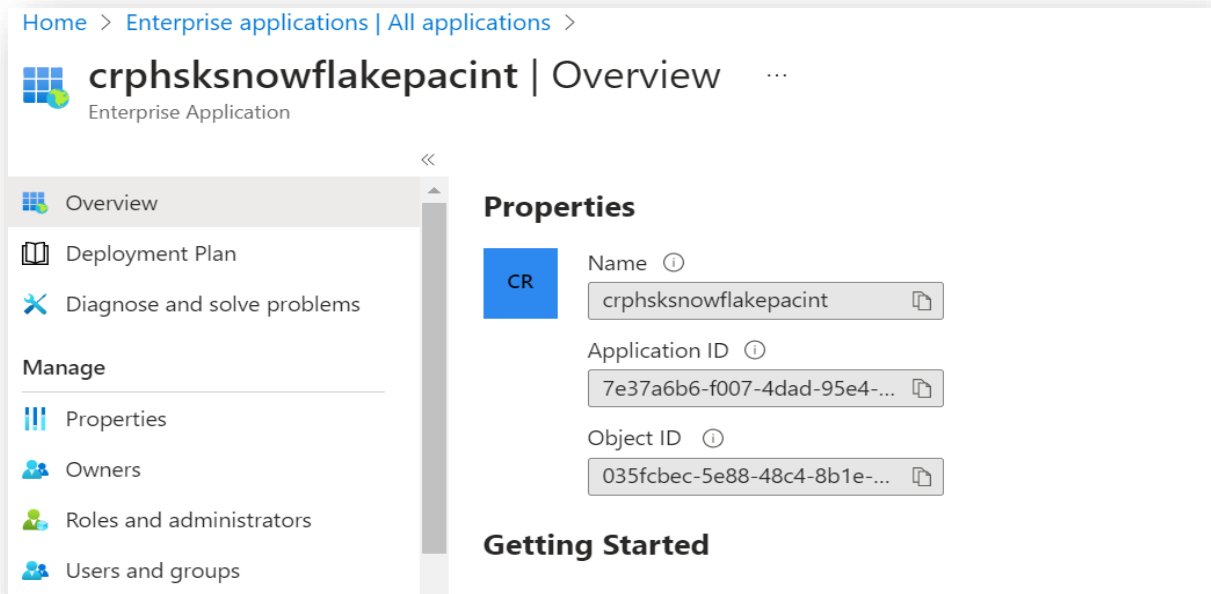 Home > Enterprise applications | All applications >
crphsksnowflakepacint | Overview ...
Enterprise Application
«
Overview
Deployment Plan
Diagnose and solve problems
Manage
Properties
Owners
Roles and administrators
Users and groups
Properties
CR
Name
crphsksnowflakepacint
Application ID
7e37a6b6-f007-4dad-95e4-...
Object ID
035fcbec-5e88-48c4-8b1e-...
Getting Started